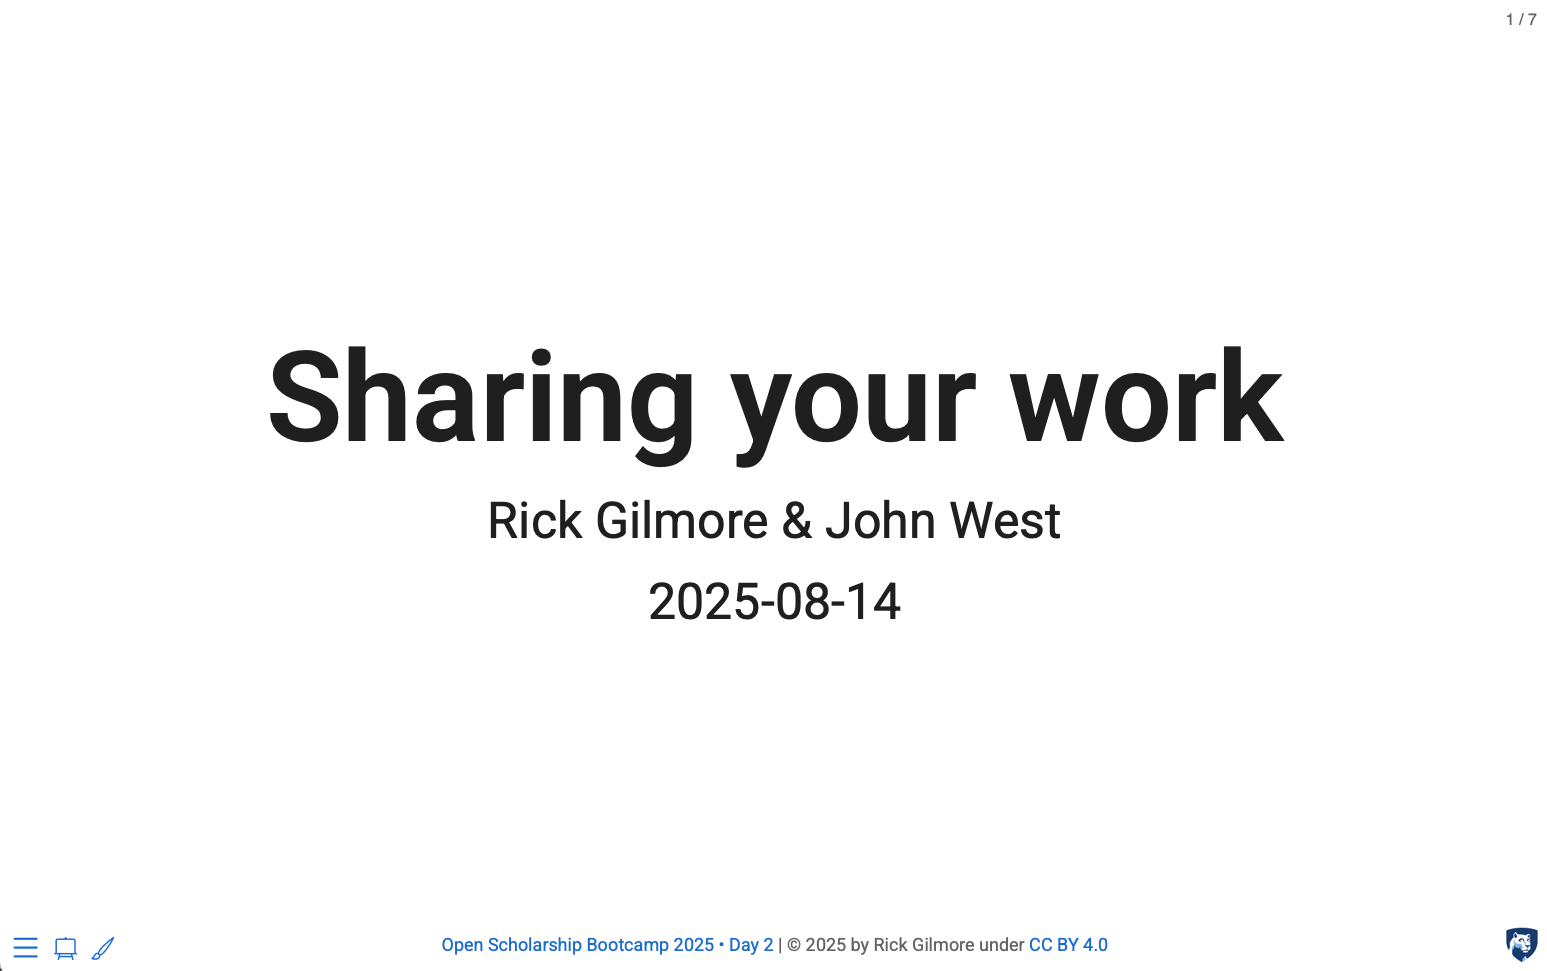 1 / 7
Sharing your work
Rick Gilmore & John West
2025-08-14
Open Scholarship Bootcamp 2025 • Day 2 | © 2025 by Rick Gilmore under CC BY 4.0